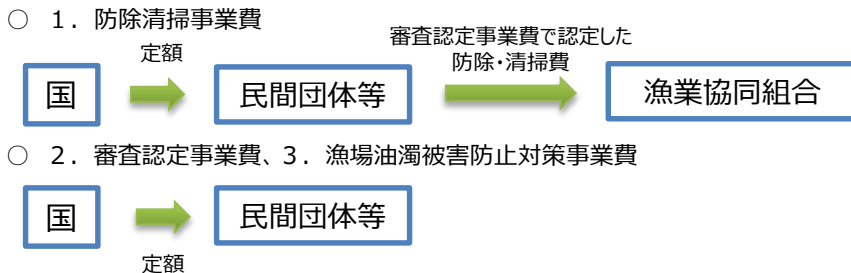 ○ 1．防除清掃事業費
定額
審査認定事業費で認定した
防除・清掃費
国
民間団体等
漁業協同組合
○ 2．審査認定事業費、3．漁場油濁被害防止対策事業費
国
民間団体等
定額